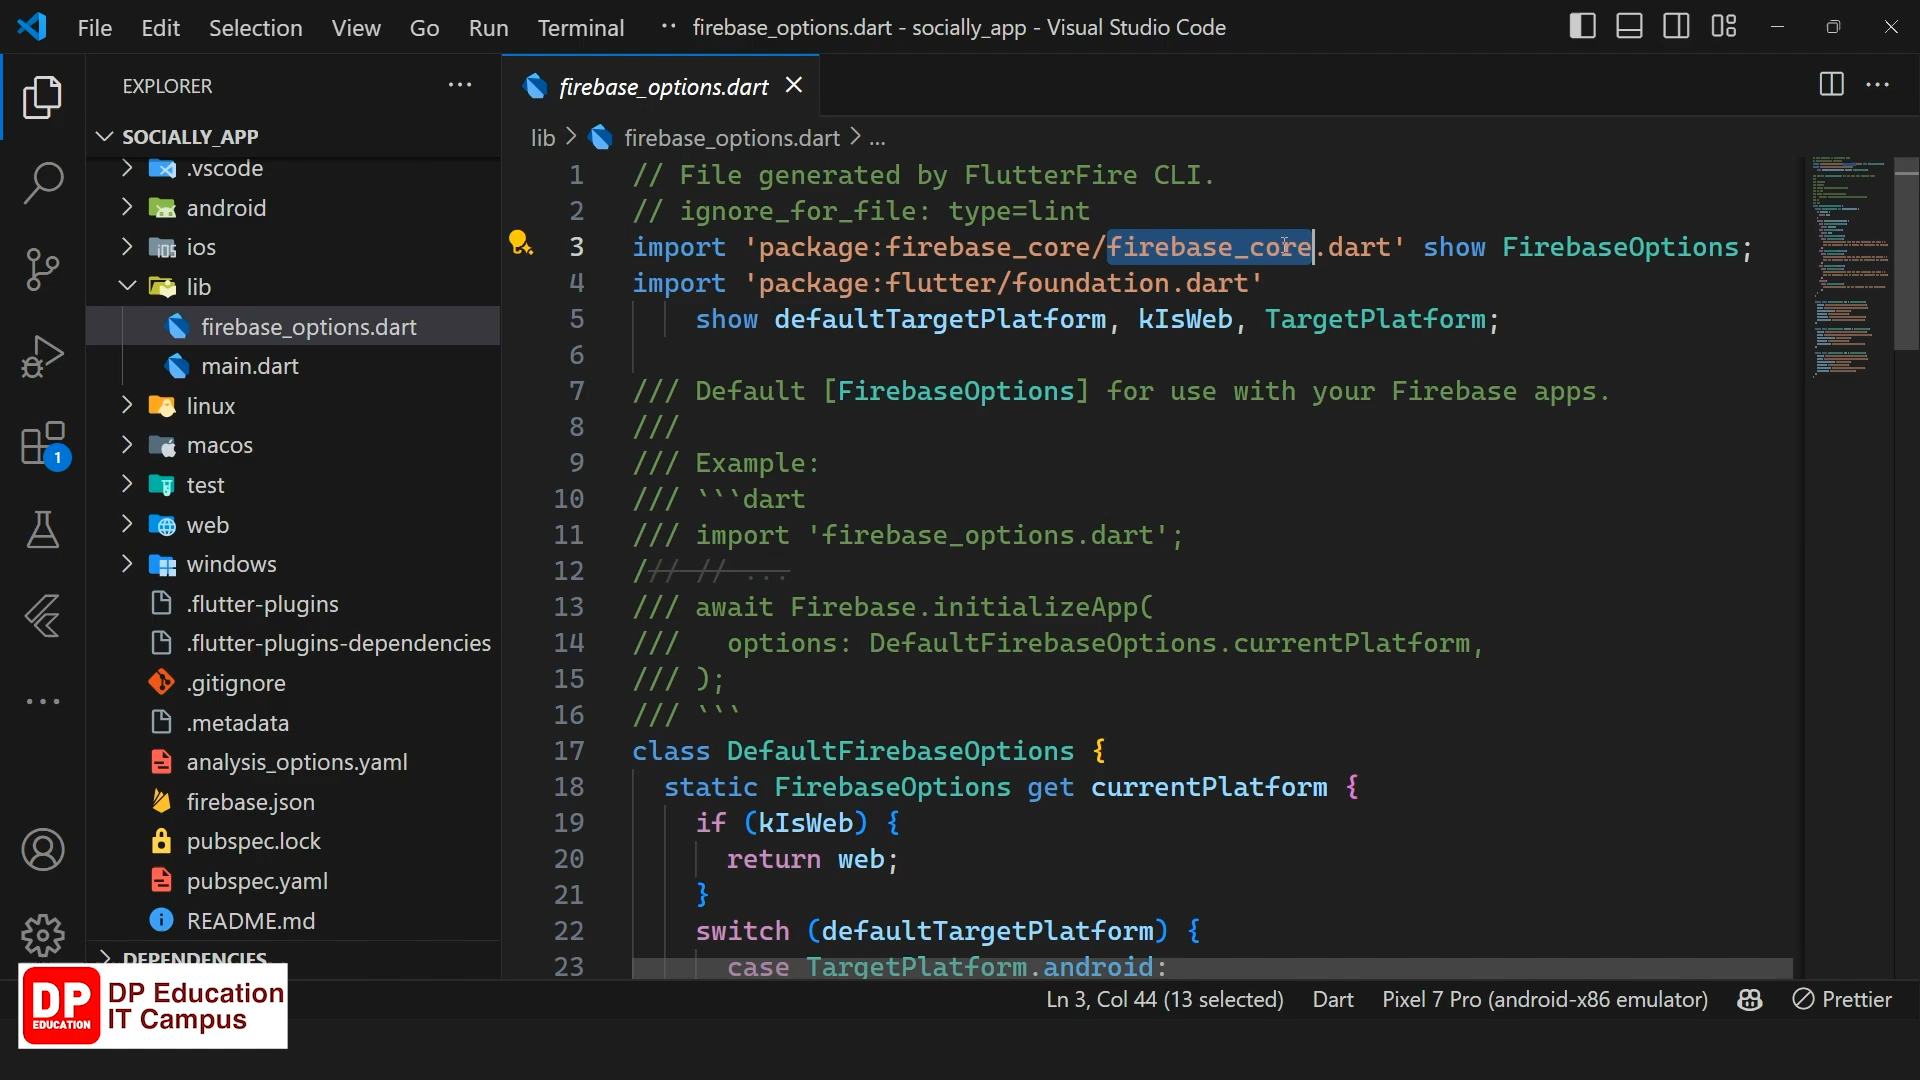 File Edit Selection View Go Run Terminal ·· firebase_options.dart - socially_app - Visual Studio Code
EXPLORER ···
SOCIALLY_APP
.vscode
android
ios
lib
firebase_options.dart
main.dart
linux
macos
test
web
windows
.flutter-plugins
.flutter-plugins-dependencies
.gitignore
.metadata
analysis_options.yaml
firebase.json
pubspec.lock
pubspec.yaml
README.md
DEPENDENCIES
1
firebase_options.dart
lib > firebase_options.dart > ...
1 // File generated by FlutterFire CLI.
2 // ignore_for_file: type=lint
3 import 'package:firebase_core/firebase_core.dart' show FirebaseOptions;
4 import 'package:flutter/foundation.dart'
5 show defaultTargetPlatform, kIsWeb, TargetPlatform;
6
7 /// Default [FirebaseOptions] for use with your Firebase apps.
8 ///
9 /// Example:
10 /// ```dart
11 /// import 'firebase_options.dart';
12 /// // ...
13 /// await Firebase.initializeApp(
14 ///   options: DefaultFirebaseOptions.currentPlatform,
15 /// );
16 /// ```
17 class DefaultFirebaseOptions {
18 static FirebaseOptions get currentPlatform {
19 if (kIsWeb) {
20 return web;
21 }
22 switch (defaultTargetPlatform) {
23 case TargetPlatform.android:
Ln 3, Col 44 (13 selected) Dart Pixel 7 Pro (android-x86 emulator) Prettier
DP EDUCATION
DP Education
IT Campus